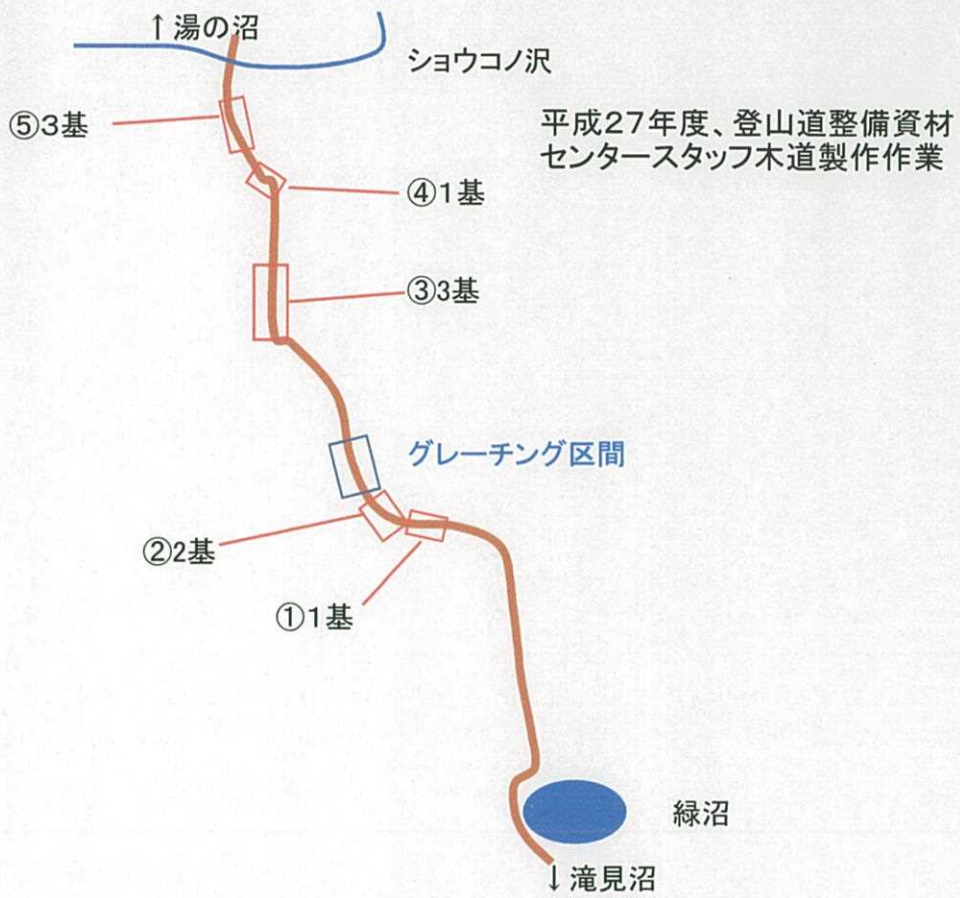 ↑湯の沼
ショウコノ沢
⑤3基
平成27年度、登山道整備資材
センタースタッフ木道製作作業
④1基
③3基
グレーチング区間
②2基
①1基
緑沼
↓滝見沼